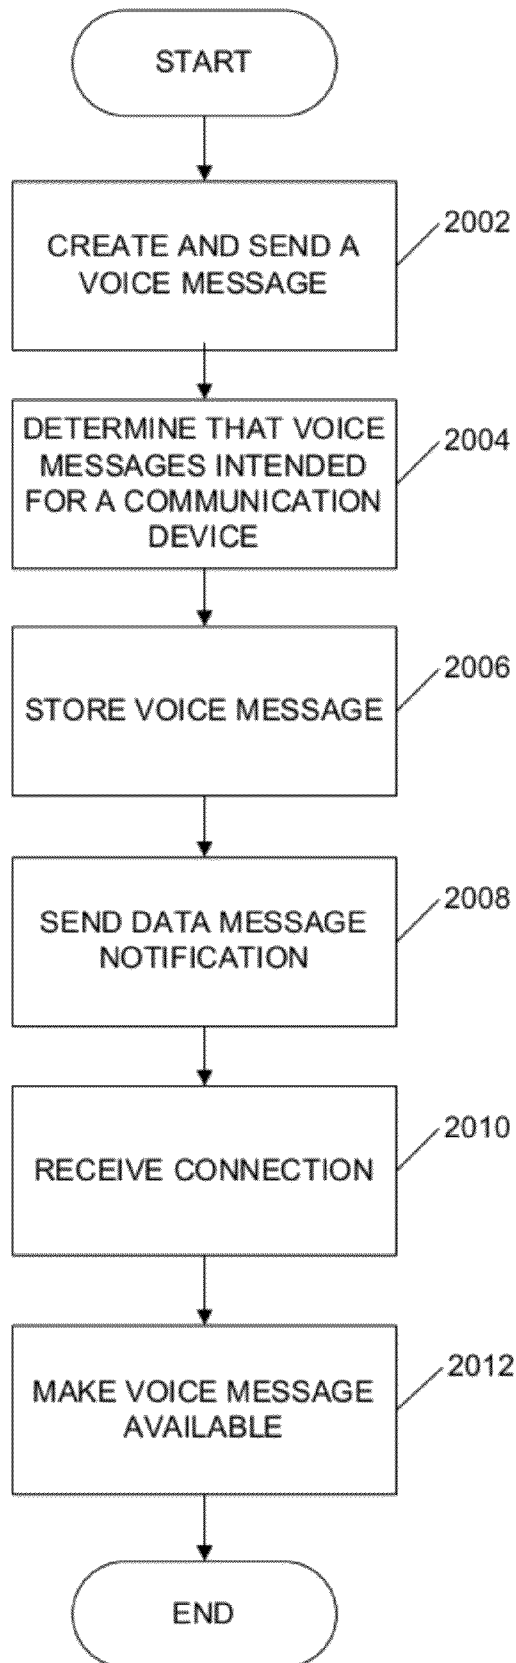 START
2002
CREATE AND SEND A
VOICE MESSAGE
2004
DETERMINE THAT VOICE
MESSAGES INTENDED
FOR A COMMUNICATION
DEVICE
2006
STORE VOICE MESSAGE
2008
SEND DATA MESSAGE
NOTIFICATION
2010
RECEIVE CONNECTION
2012
MAKE VOICE MESSAGE
AVAILABLE
END